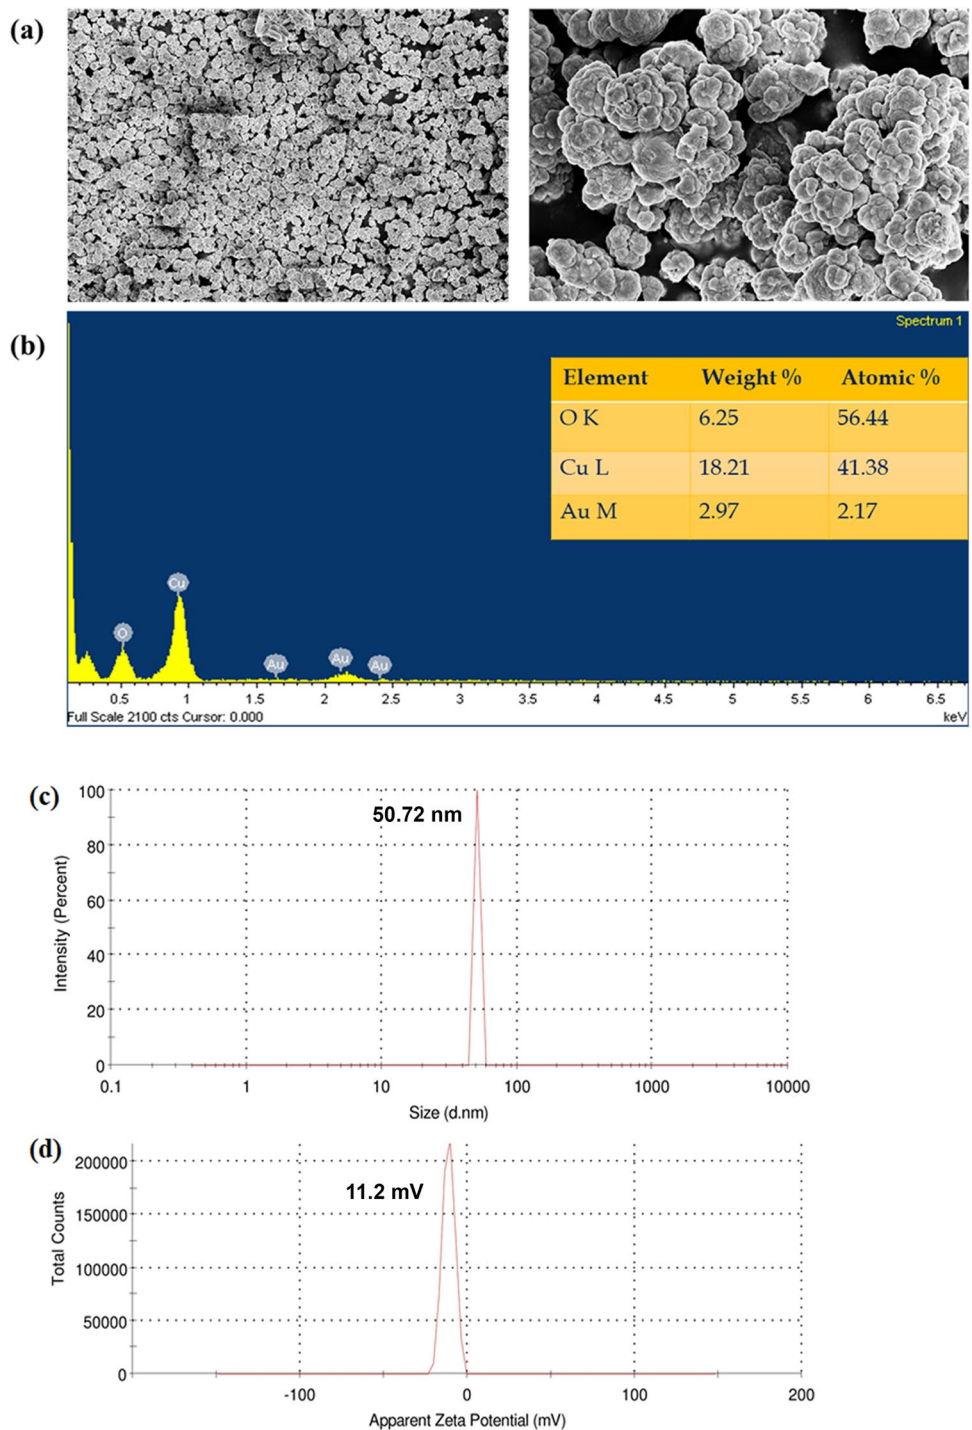 (a)
(b)
Spectrum 1
Element Weight % Atomic %
O K 6.25 56.44
Cu L 18.21 41.38
Au M 2.97 2.17
Cu
O
Au
Au
Au
0.5 1 1.5 2 2.5 3 3.5 4 4.5 5 5.5 6 6.5
Full Scale 2100 cts Cursor: 0.000
keV
(c)
50.72 nm
Intensity (Percent)
100
80
60
40
20
0
0.1 1 10 100 1000 10000
Size (d.nm)
(d)
11.2 mV
Total Counts
200000
150000
100000
50000
0
-100 0 100 200
Apparent Zeta Potential (mV)